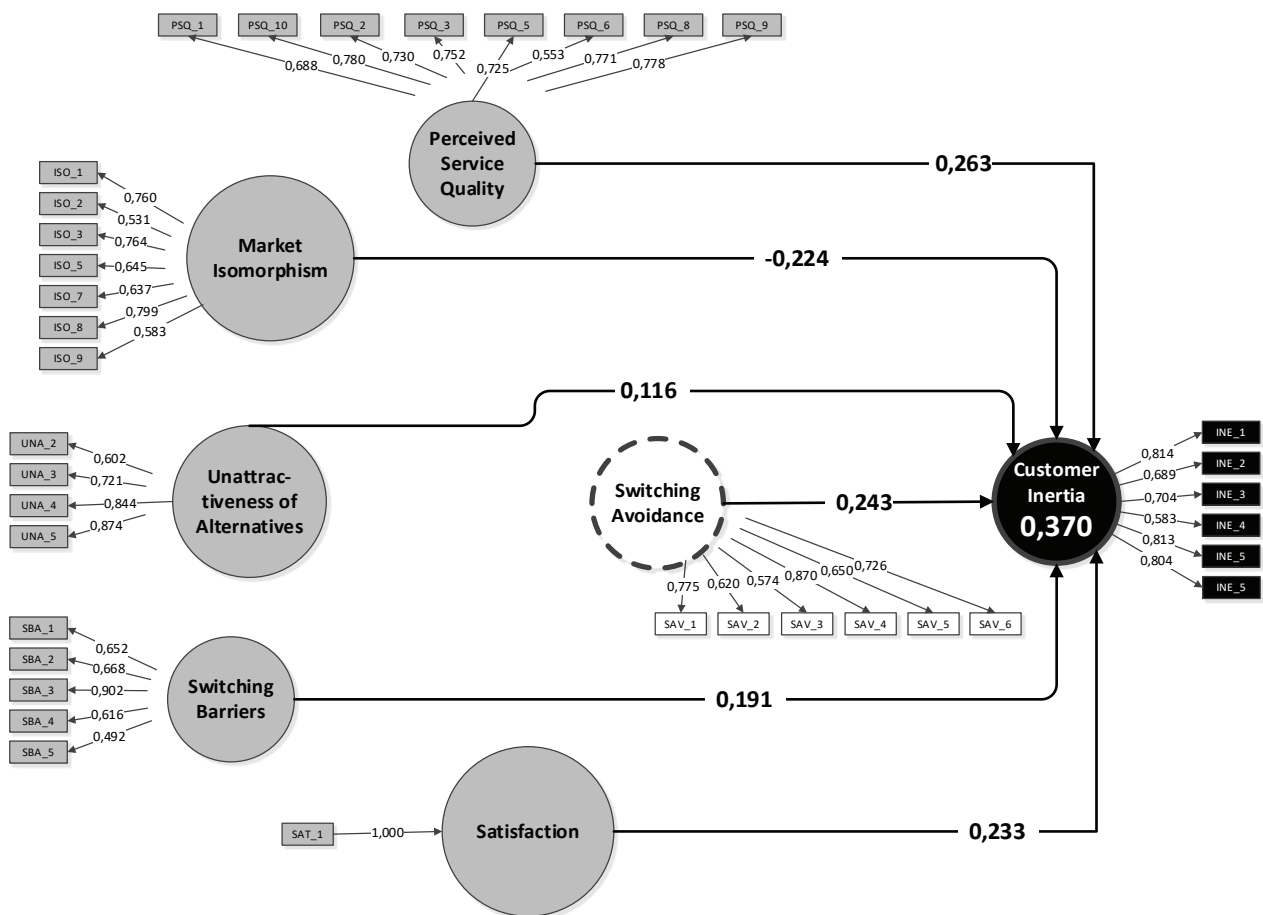 PSQ_1 PSQ_10 PSQ_2 PSQ_3 PSQ_5 PSQ_6 PSQ_8 PSQ_9
0,688 0,780 0,730 0,752 0,725 0,553 0,771 0,778
Perceived
Service
Quality
0,263
ISO_1
ISO_2
ISO_3
ISO_5
ISO_7
ISO_8
ISO_9
0,760
0,531
0,764
0,645
0,637
0,799
0,583
Market
Isomorphism
-0,224
UNA_2
UNA_3
UNA_4
UNA_5
0,602
0,721
0,844
0,874
Unattrac-
tiveness of
Alternatives
0,116
Switching
Avoidance
0,243
0,775 0,620 0,574 0,870 0,650 0,726
SAV_1 SAV_2 SAV_3 SAV_4 SAV_5 SAV_6
Customer
Inertia
0,370
0,814
0,689
0,704
0,583
0,813
0,804
INE_1
INE_2
INE_3
INE_4
INE_5
INE_5
SBA_1
SBA_2
SBA_3
SBA_4
SBA_5
0,652
0,668
0,902
0,616
0,492
Switching
Barriers
0,191
SAT_1
1,000
Satisfaction
0,233